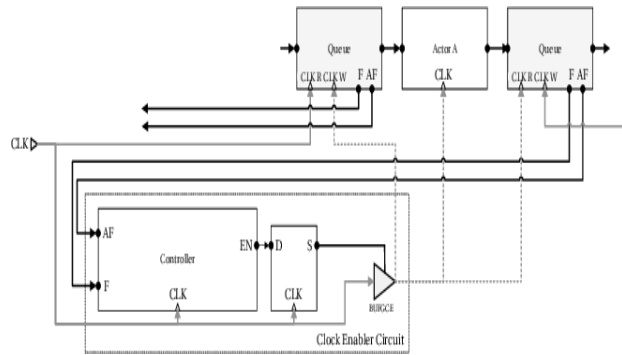 Queue
Actor A
Queue
CLK R CLK W F AF
CLK
CLK R CLK W F AF
CLK
AF
EN
D
S
Controller
F
CLK
CLK
BUFGCE
Clock Enabler Circuit